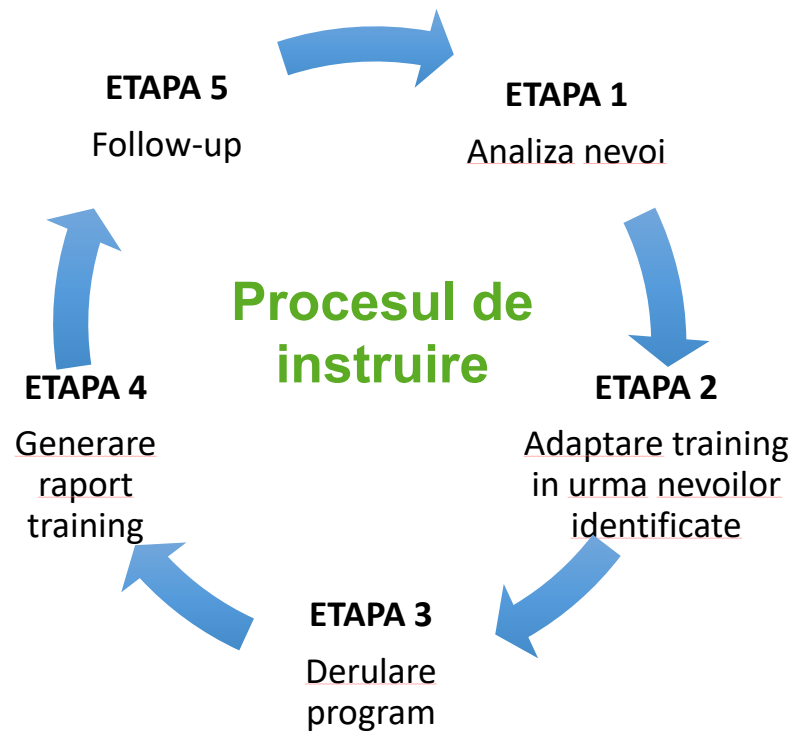 Procesul de
instruire
ETAPA 1
Analiza nevoi
ETAPA 2
Adaptare training
in urma nevoilor
identificate
ETAPA 3
Derulare
program
ETAPA 4
Generare
raport
training
ETAPA 5
Follow-up